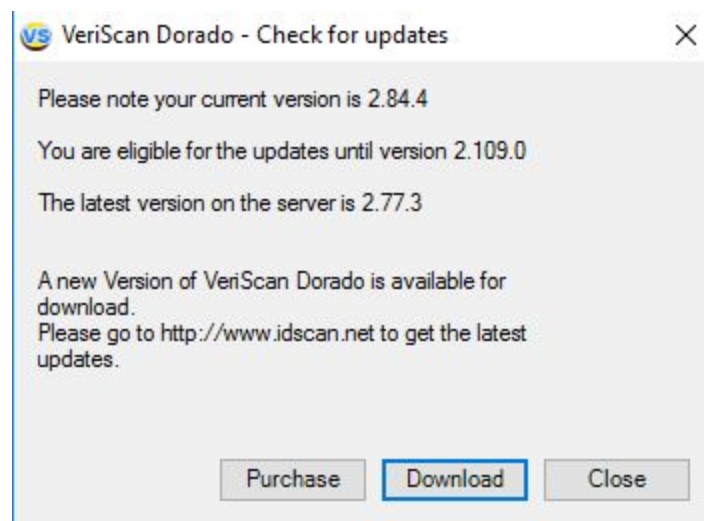 VS VeriScan Dorado - Check for updates
Please note your current version is 2.84.4
You are eligible for the updates until version 2.109.0
The latest version on the server is 2.77.3
A new Version of VeriScan Dorado is available for
download.
Please go to http://www.idscan.net to get the latest
updates.
Purchase Download Close